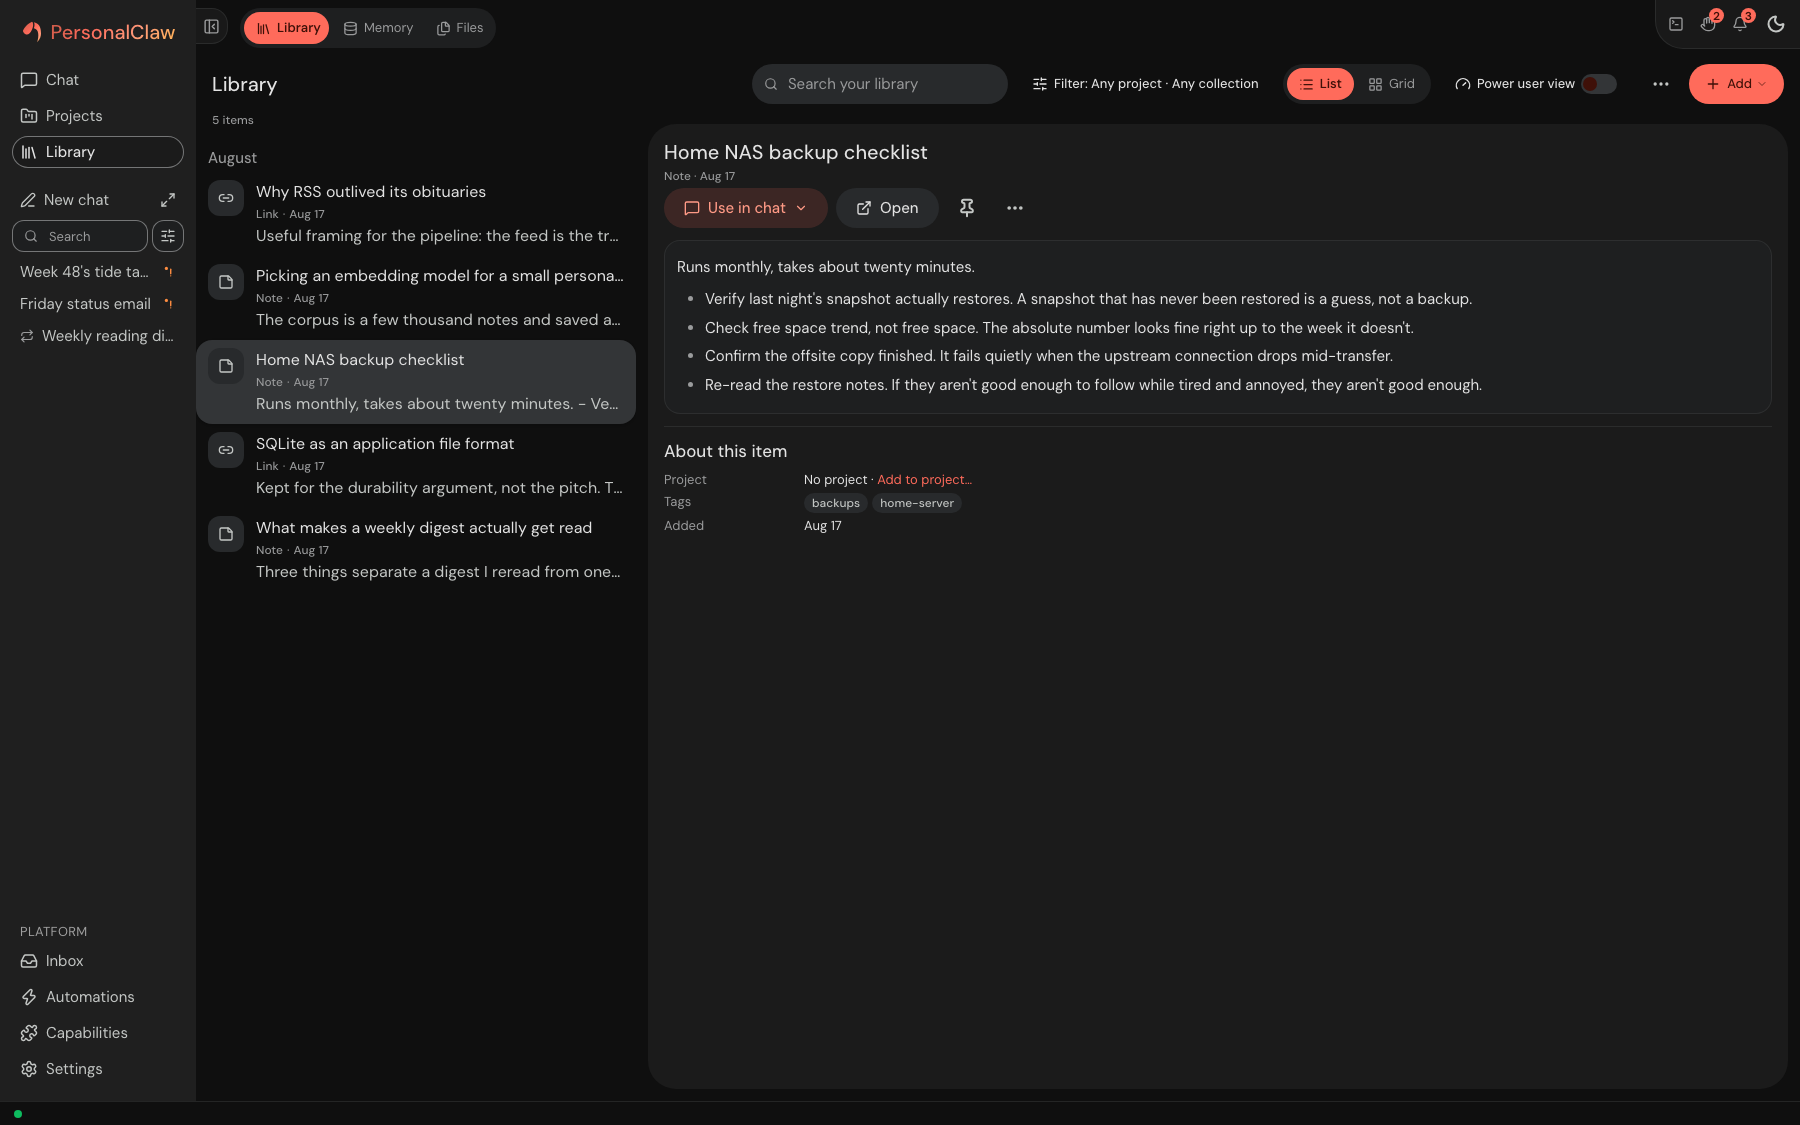 PersonalClaw
Chat
Projects
Library
New chat
Search
Week 48's tide ta...
Friday status email
Weekly reading di...
PLATFORM
Inbox
Automations
Capabilities
Settings
Library
Memory
Files
2
3
Library
Search your library
Filter: Any project · Any collection
List
Grid
Power user view
Add
5 items
August
Why RSS outlived its obituaries
Link · Aug 17
Useful framing for the pipeline: the feed is the tr...
Picking an embedding model for a small persona...
Note · Aug 17
The corpus is a few thousand notes and saved a...
Home NAS backup checklist
Note · Aug 17
Runs monthly, takes about twenty minutes. - Ve...
SQLite as an application file format
Link · Aug 17
Kept for the durability argument, not the pitch. T...
What makes a weekly digest actually get read
Note · Aug 17
Three things separate a digest I reread from one...
Home NAS backup checklist
Note · Aug 17
Use in chat
Open
Runs monthly, takes about twenty minutes.
• Verify last night's snapshot actually restores. A snapshot that has never been restored is a guess, not a backup.
• Check free space trend, not free space. The absolute number looks fine right up to the week it doesn't.
• Confirm the offsite copy finished. It fails quietly when the upstream connection drops mid-transfer.
• Re-read the restore notes. If they aren't good enough to follow while tired and annoyed, they aren't good enough.
About this item
Project No project · Add to project...
Tags backups home-server
Added Aug 17